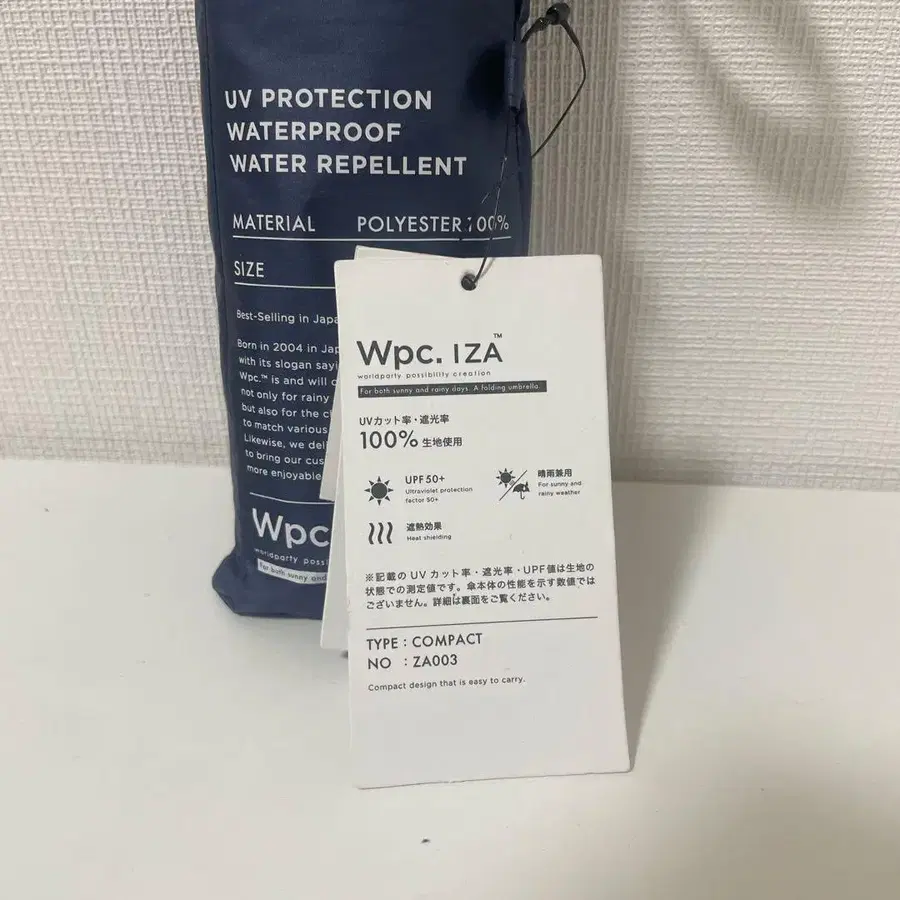 UV PROTECTION
WATERPROOF
WATER REPELLENT
MATERIAL POLYESTER 100%
SIZE
Best-Selling in Japa
Born in 2004 in Jap
with its slogan sayi
Wpc.™ is and will c
not only for rainy
but also for the ch
to match various
Likewise, we deli
to bring our cus
more enjoyable
Wpc.
worldparty possi
For both sunny and
Wpc. IZA™
worldparty possibility creation
For both sunny and rainy days. A folding umbrella.
UVカット率・遮光率
100% 生地使用
UPF50+
Ultraviolet protection
factor 50+
晴雨兼用
For sunny and
rainy weather
遮熱効果
Heat shielding
※記載のUVカット率・遮光率・UPF値は生地の
状態での測定値です。傘本体の性能を示す数値では
ございません。詳細は裏面をご覧ください。
TYPE : COMPACT
NO : ZA003
Compact design that is easy to carry.